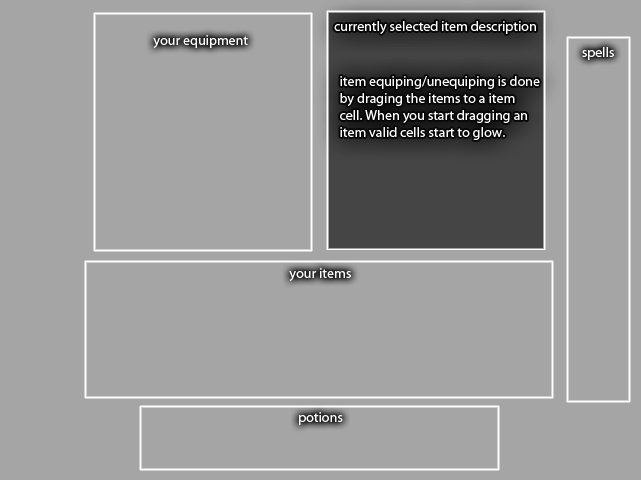 your equipment
currently selected item description
item equiping/unequiping is done
by draging the items to a item
cell. When you start dragging an
item valid cells start to glow.
spells
your items
potions